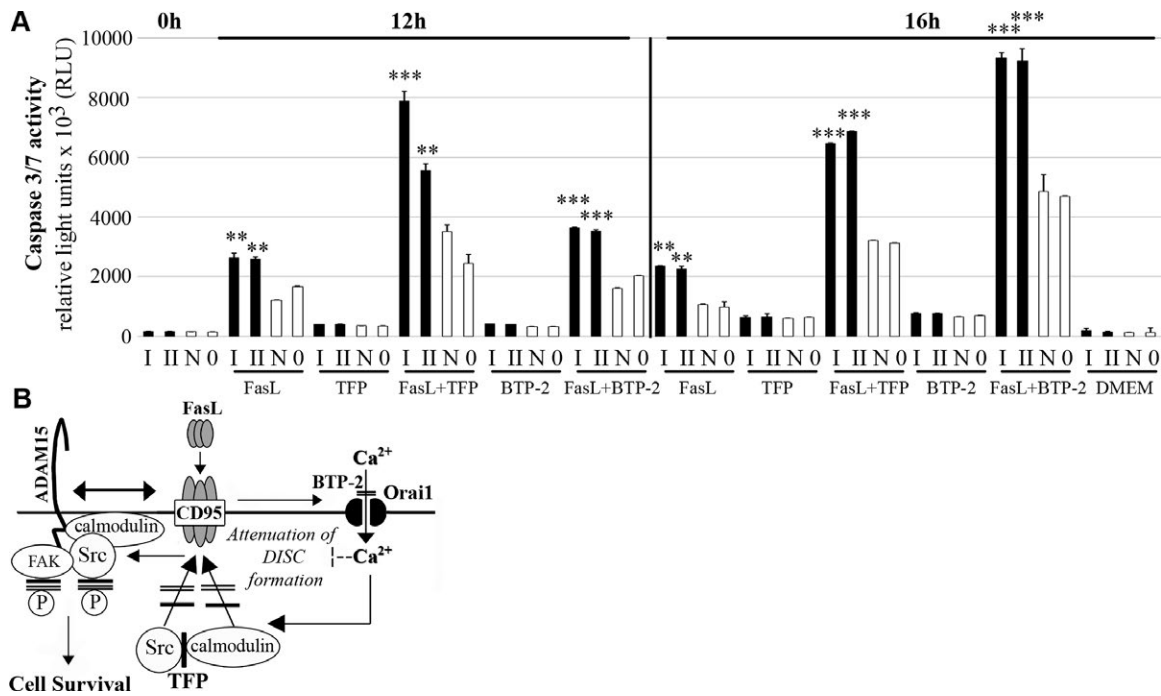 A
0h 12h 16h
Caspase 3/7 activity
relative light units x 10³ (RLU)
10000
8000
6000
4000
2000
0
** ** *** ** *** *** ** ** *** *** *** ***
I II N 0 I II N 0 I II N 0 I II N 0 I II N 0 I II N 0 I II N 0 I II N 0 I II N 0 I II N 0 I II N 0 I II N 0
FasL TFP FasL+TFP BTP-2 FasL+BTP-2 FasL TFP FasL+TFP BTP-2 FasL+BTP-2 DMEM
B
FasL
ADAM15
Ca²⁺
BTP-2
Orai1
CD95
calmodulin
Attenuation of
DISC
formation
Ca²⁺
FAK
Src
P
P
Src
calmodulin
TFP
Cell Survival